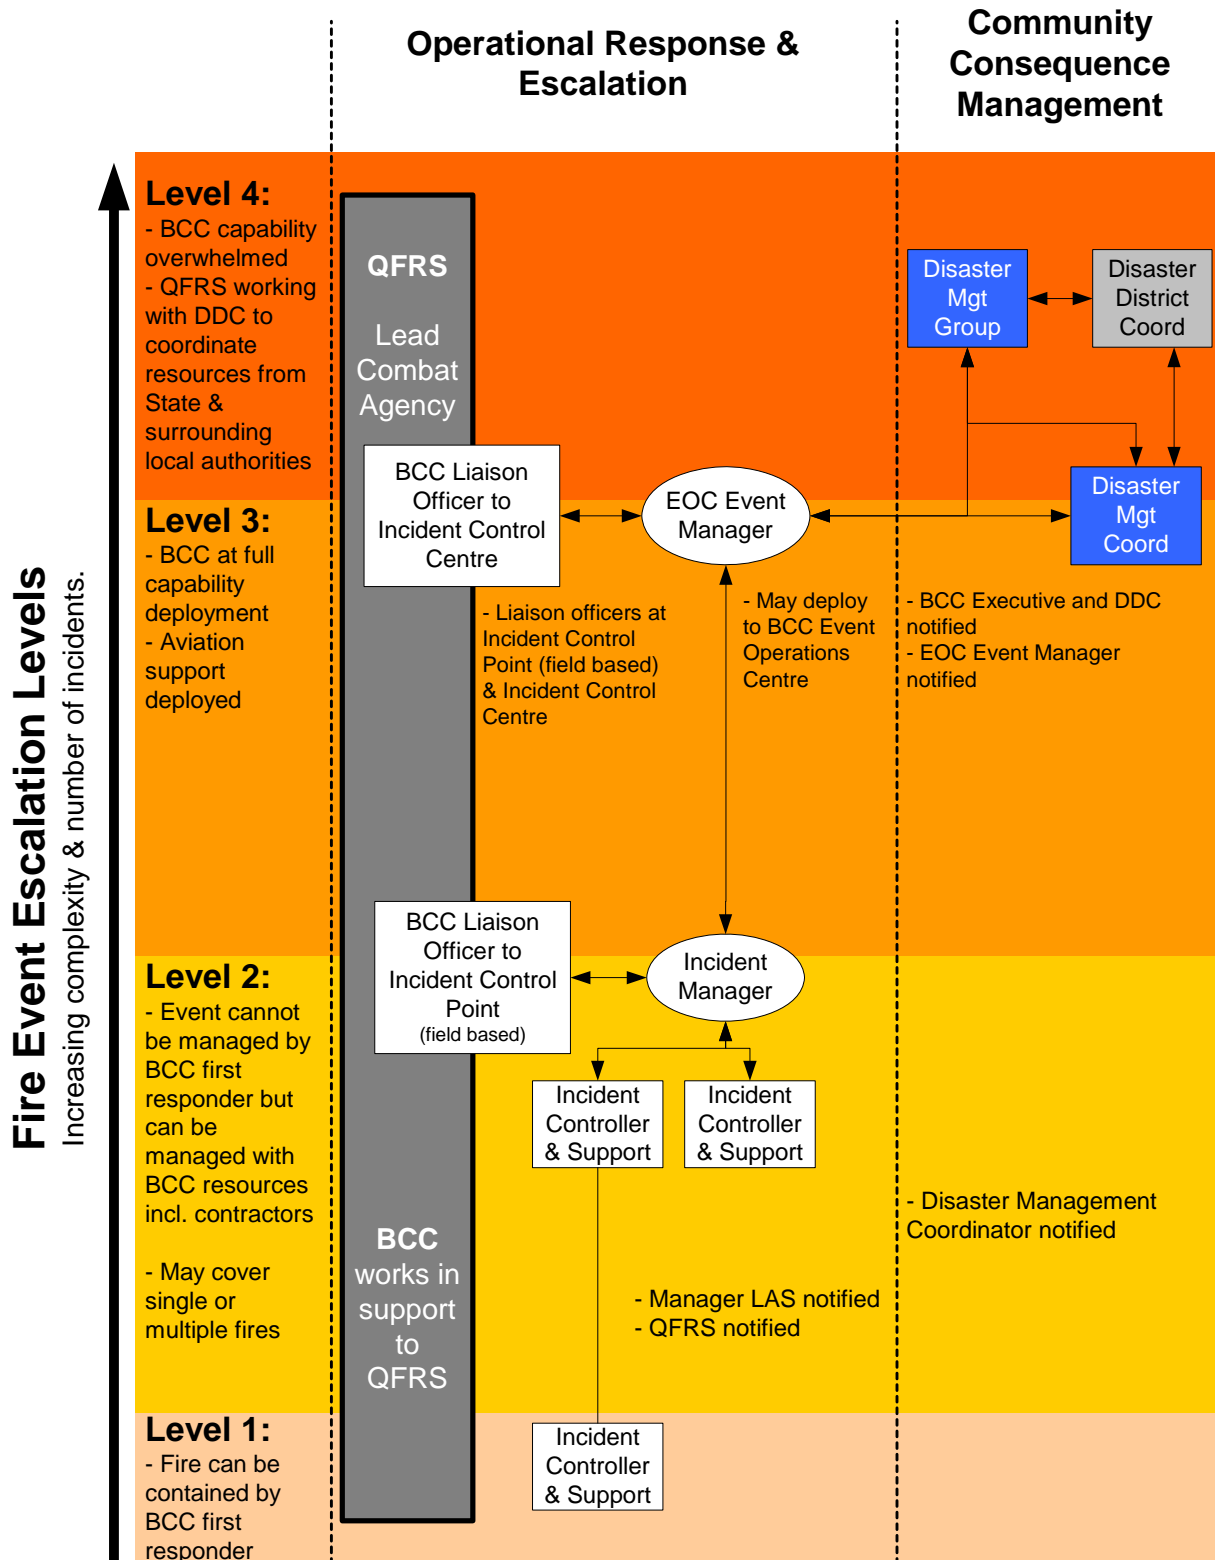 Operational Response &
Escalation
Community
Consequence
Management
Fire Event Escalation Levels
Increasing complexity & number of incidents.
Level 4:
- BCC capability
overwhelmed
- QFRS working
with DDC to
coordinate
resources from
State &
surrounding
local authorities
QFRS
Lead
Combat
Agency
Disaster
Mgt
Group
Disaster
District
Coord
BCC Liaison
Officer to
Incident Control
Centre
EOC Event
Manager
Disaster
Mgt
Coord
Level 3:
- BCC at full
capability
deployment
- Aviation
support
deployed
- Liaison officers at
Incident Control
Point (field based)
& Incident Control
Centre
- May deploy
to BCC Event
Operations
Centre
- BCC Executive and DDC
notified
- EOC Event Manager
notified
BCC Liaison
Officer to
Incident Control
Point
(field based)
Incident
Manager
Level 2:
- Event cannot
be managed by
BCC first
responder but
can be
managed with
BCC resources
incl. contractors
- May cover
single or
multiple fires
Incident
Controller
& Support
Incident
Controller
& Support
- Disaster Management
Coordinator notified
BCC
works in
support
to
QFRS
- Manager LAS notified
- QFRS notified
Level 1:
- Fire can be
contained by
BCC first
responder
Incident
Controller
& Support